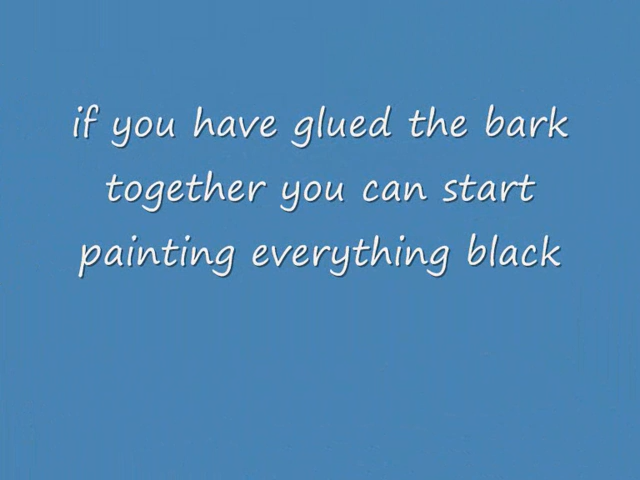 if you have glued the bark
together you can start
painting everything black